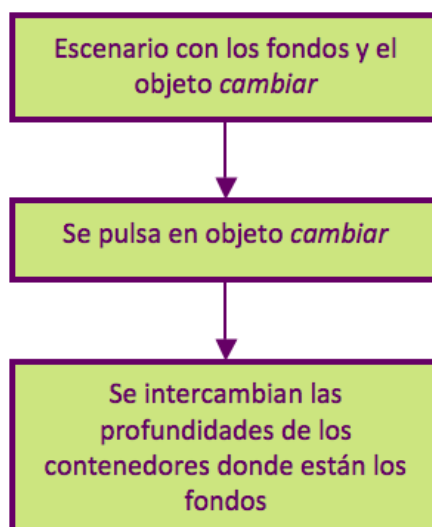 Escenario con los fondos y el
objeto cambiar
Se pulsa en objeto cambiar
Se intercambian las
profundidades de los
contenedores donde están los
fondos